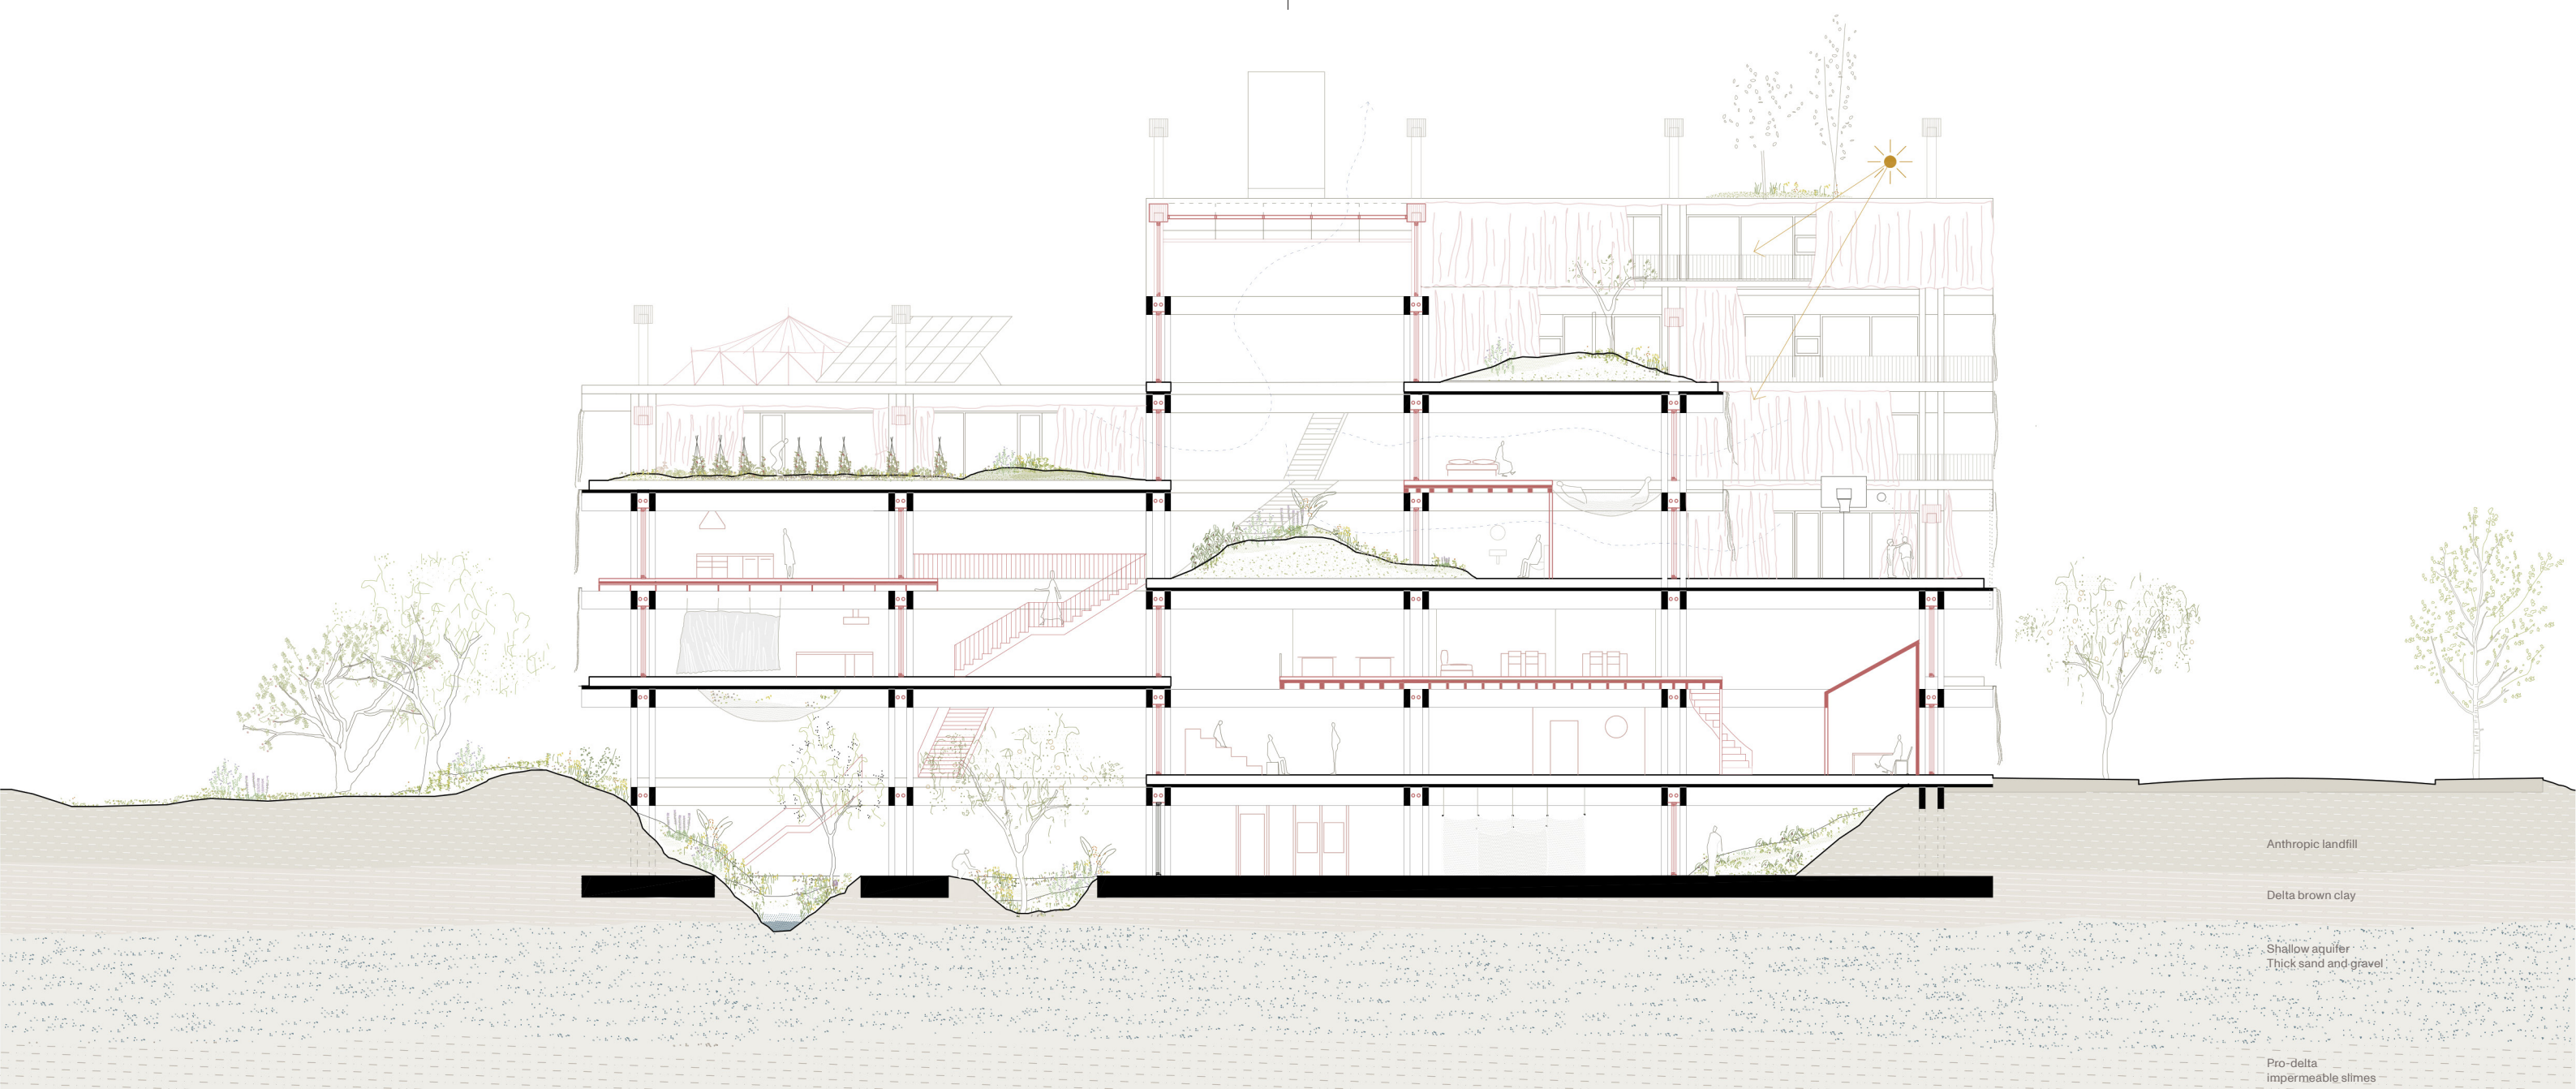 Anthropic landfill
Delta brown clay
Shallow aquifer
Thick sand and gravel
Pro-delta
impermeable slimes